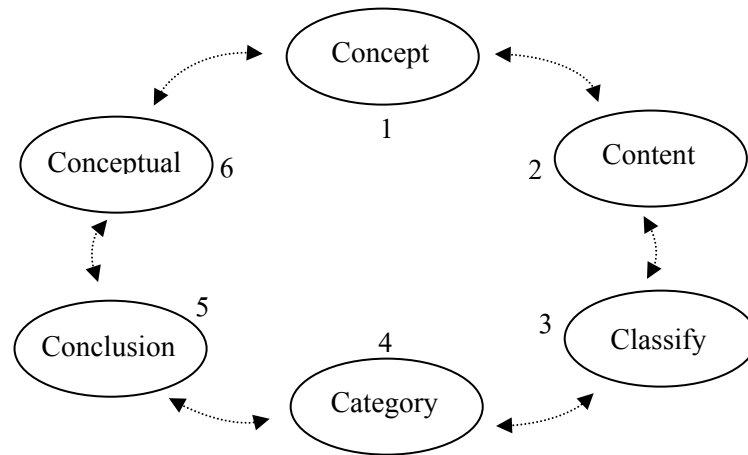 Concept
1
Content
2
Classify
3
Category
4
Conclusion
5
Conceptual
6